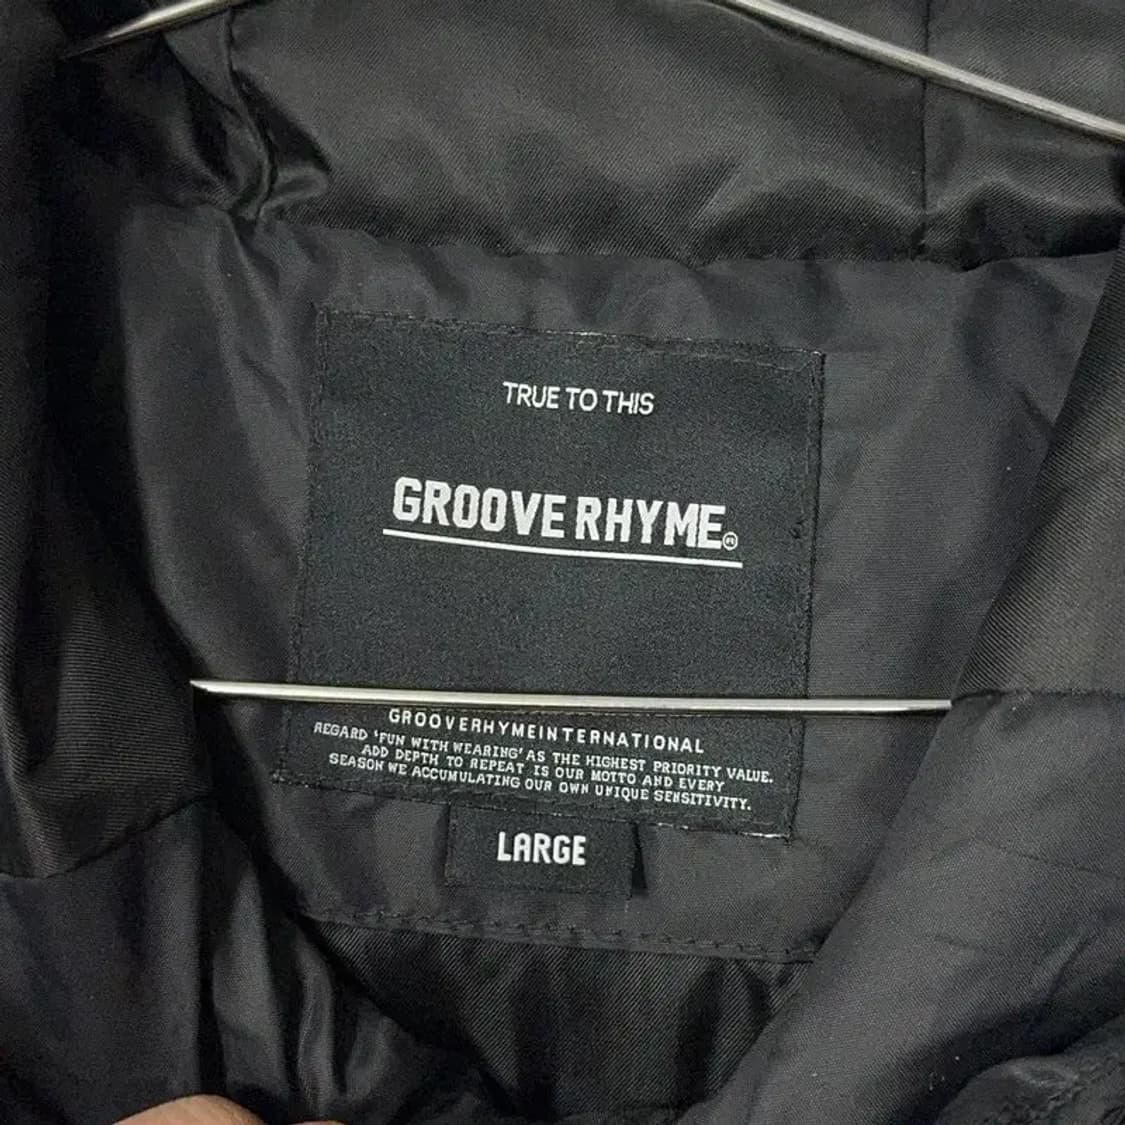 TRUE TO THIS
GROOVE RHYME®
GROOVERHYMEINTERNATIONAL
REGARD 'FUN WITH WEARING' AS THE HIGHEST PRIORITY VALUE.
ADD DEPTH TO REPEAT IS OUR MOTTO AND EVERY
SEASON WE ACCUMULATING OUR OWN UNIQUE SENSITIVITY.
LARGE